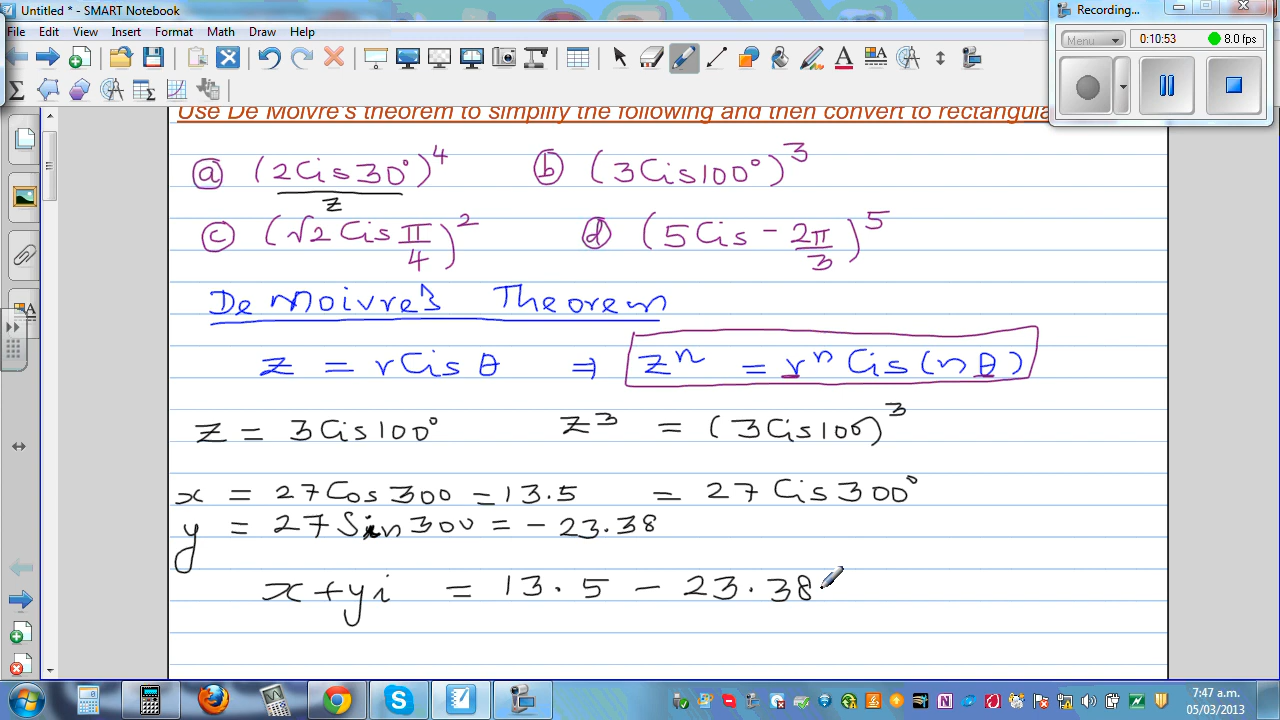 Untitled * - SMART Notebook
Recording...
File Edit View Insert Format Math Draw Help
Menu 0:10:53 8.0 fps
Use De Moivre's theorem to simplify the following and then convert to rectangula
ⓐ (2Cis30°)⁴ ⓑ (3Cis100°)³
z
ⓒ (√2 Cis π/4)² ⓓ (5Cis -2π/3)⁵
De Moivre's Theorem
z = rCisθ ⇒ zⁿ = rⁿ Cis(nθ)
z = 3Cis100° z³ = (3Cis100)³
x = 27Cos300 = 13.5 = 27 Cis300°
y = 27Sin300 = -23.38
x+yi = 13.5 - 23.38
7:47 a.m.
05/03/2013